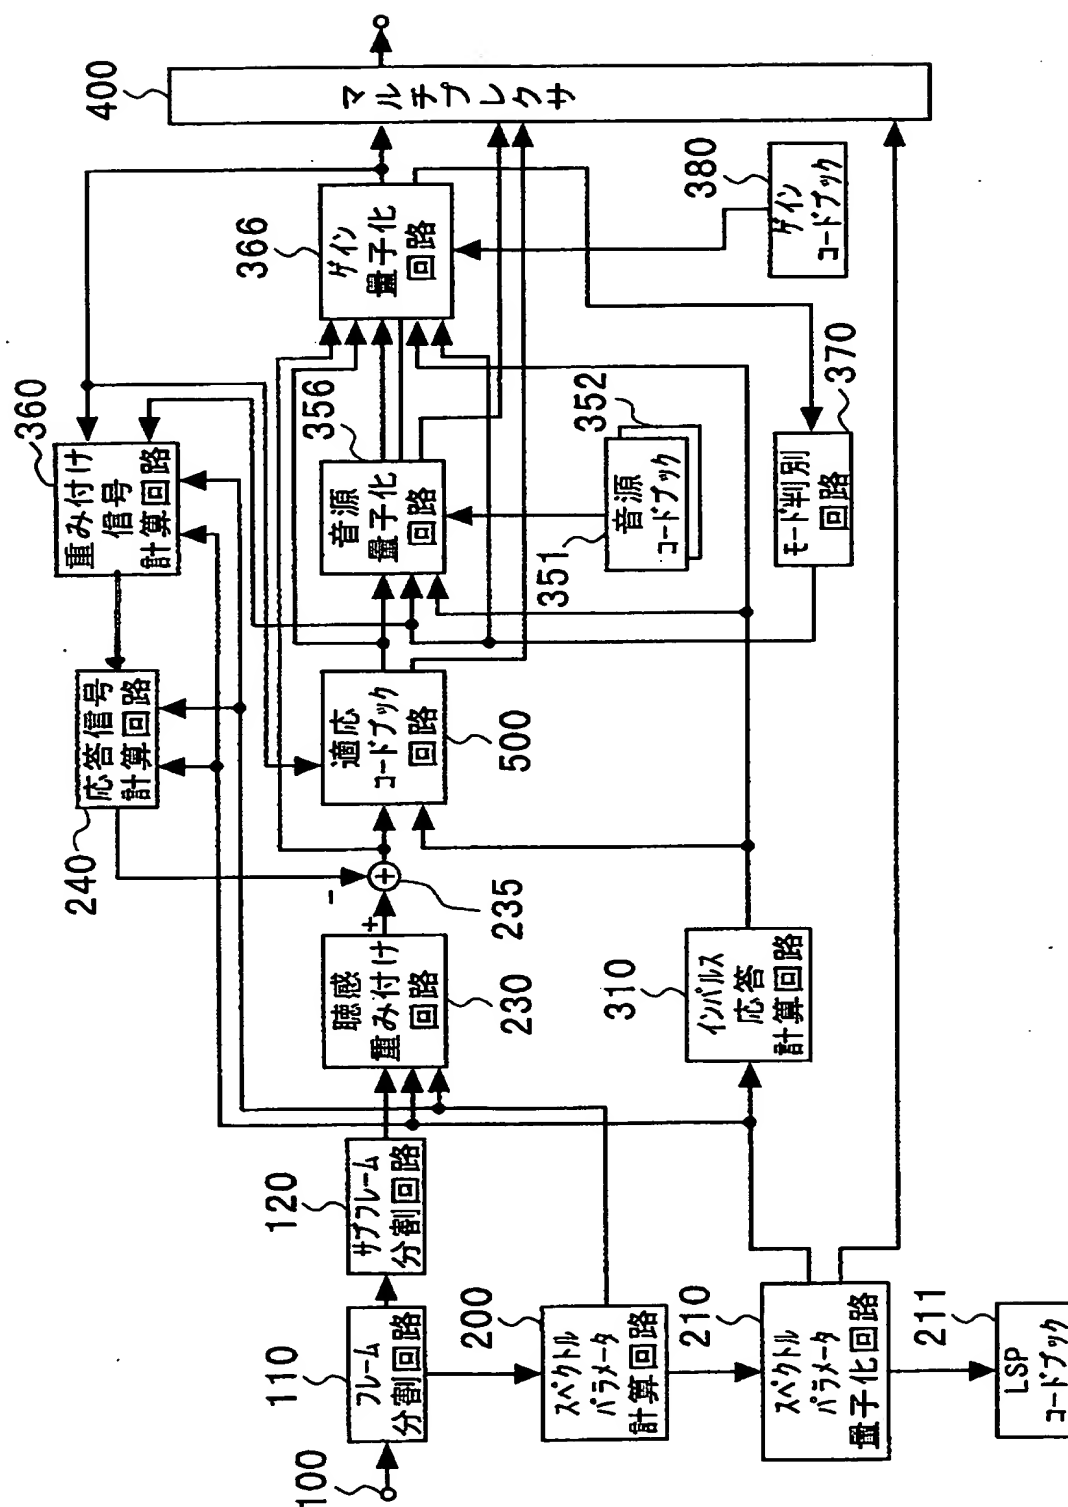 100
110
フレーム
分割回路
120
サブフレーム
分割回路
200
スペクトル
パラメータ
計算回路
210
スペクトル
パラメータ
量子化回路
211
LSP
コードブック
230
聴感
重み付け
回路
+
-
235
240
応答信号
計算回路
310
インパルス
応答
計算回路
500
適応
コードブック
回路
360
重み付け
信号
計算回路
356
音源
量子化
回路
351
352
音源
コードブック
366
ゲイン
量子化
回路
370
モード判別
回路
380
ゲイン
コードブック
400
マルチプレクサ